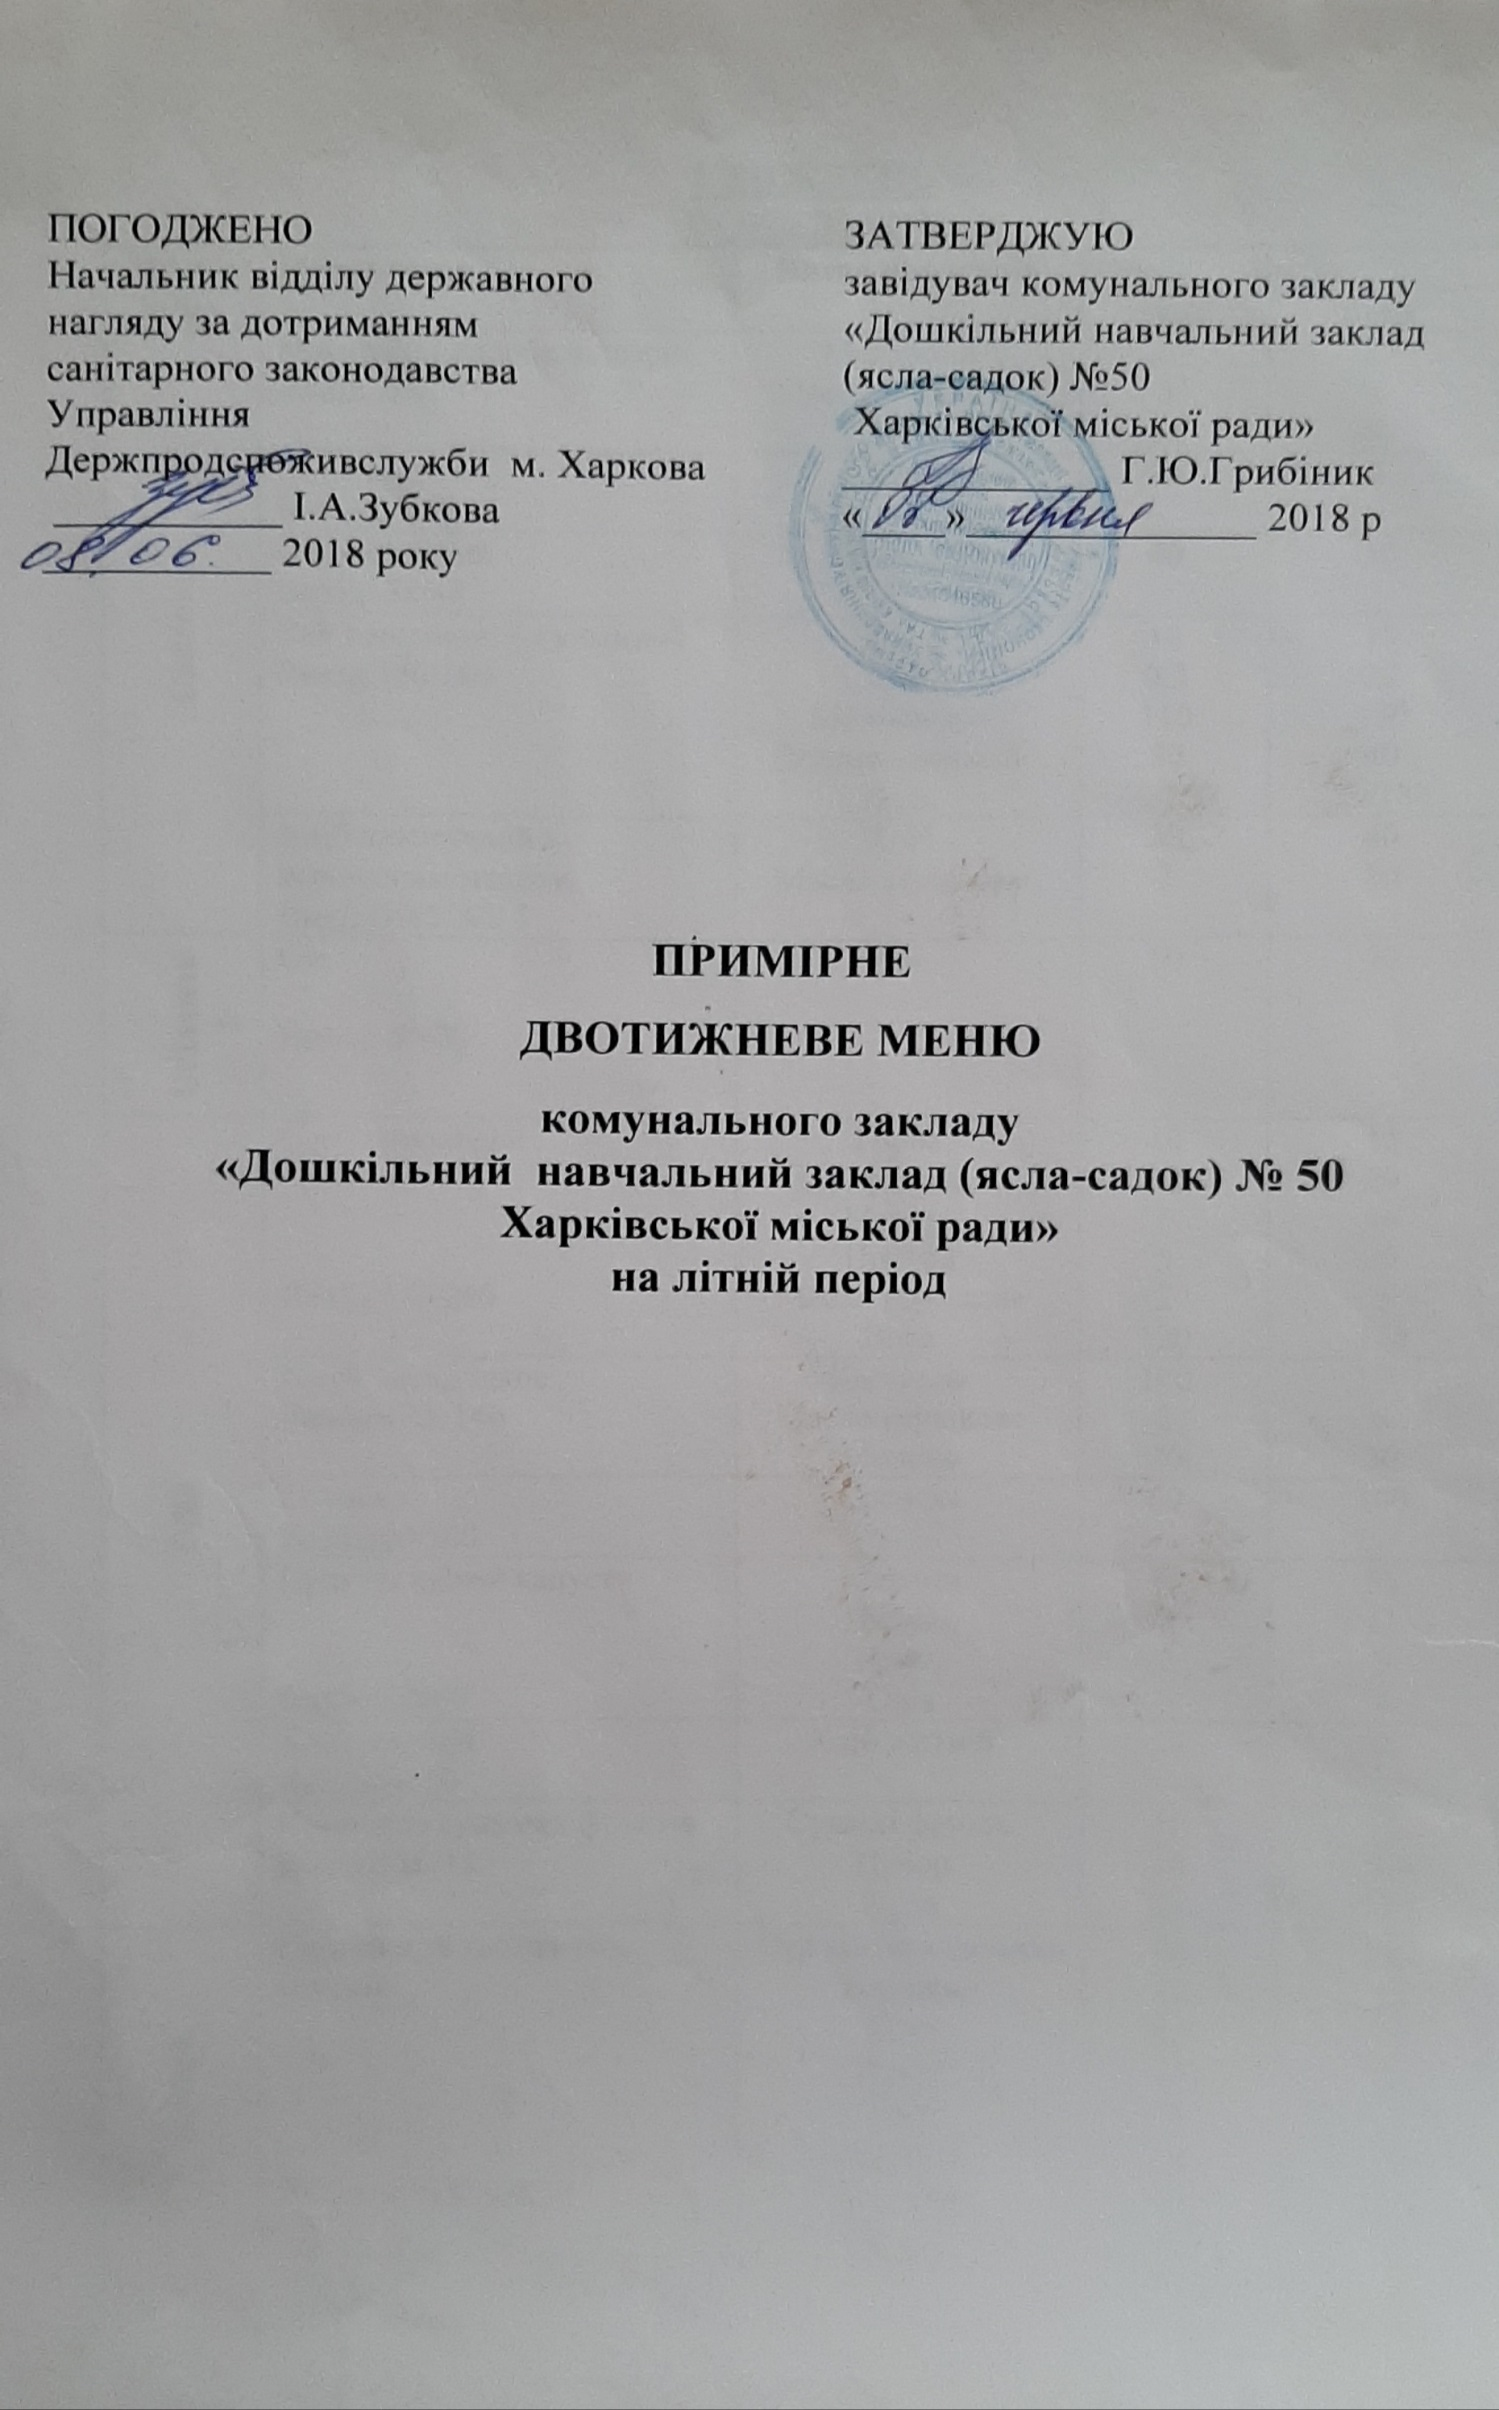 ПОГОДЖЕНО
Начальник відділу державного
нагляду за дотриманням
санітарного законодавства
Управління
Держпродспоживслужби м. Харкова
І.А.Зубкова
08.06. 2018 року
ЗАТВЕРДЖУЮ
завідувач комунального закладу
«Дошкільний навчальний заклад
(ясла-садок) №50
Харківської міської ради»
Г.Ю.Грибіник
« » червня 2018 р
ПРИМІРНЕ
ДВОТИЖНЕВЕ МЕНЮ
комунального закладу
«Дошкільний навчальний заклад (ясла-садок) № 50
Харківської міської ради»
на літній період